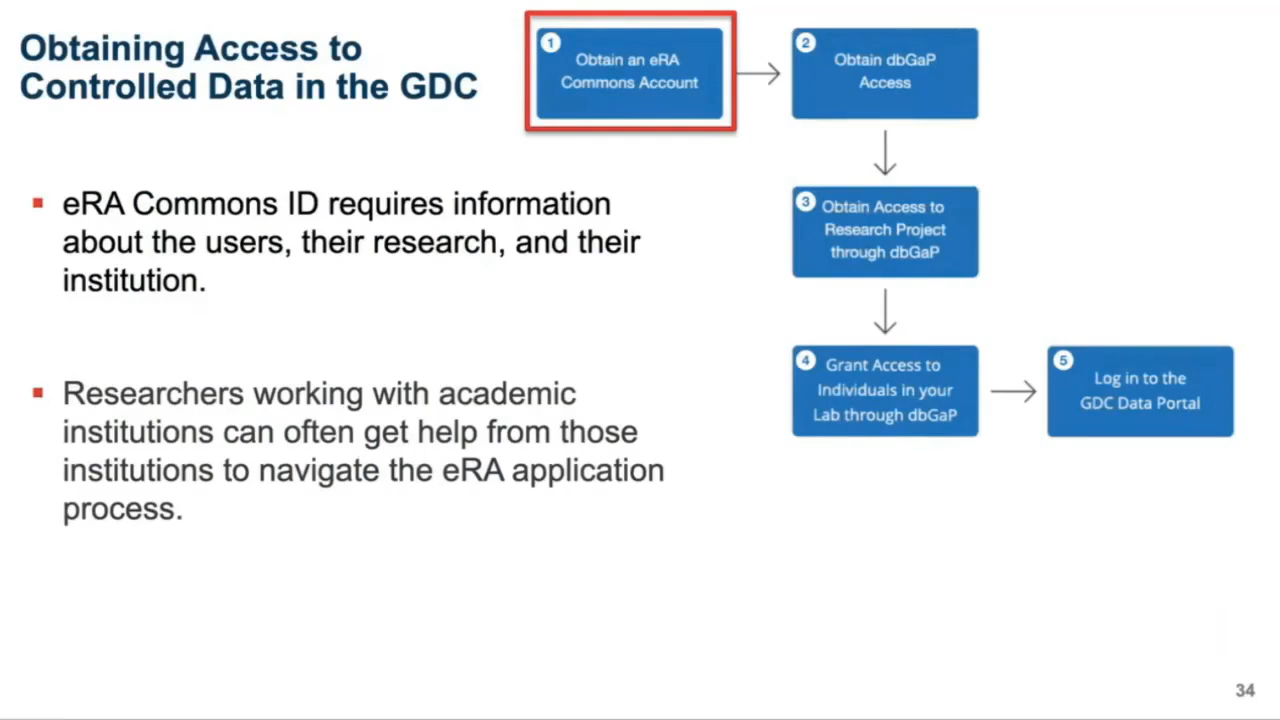 Obtaining Access to
Controlled Data in the GDC
1
Obtain an eRA
Commons Account
2
Obtain dbGaP
Access
3
Obtain Access to
Research Project
through dbGaP
4
Grant Access to
Individuals in your
Lab through dbGaP
5
Log in to the
GDC Data Portal
▪ eRA Commons ID requires information
about the users, their research, and their
institution.
▪ Researchers working with academic
institutions can often get help from those
institutions to navigate the eRA application
process.
34